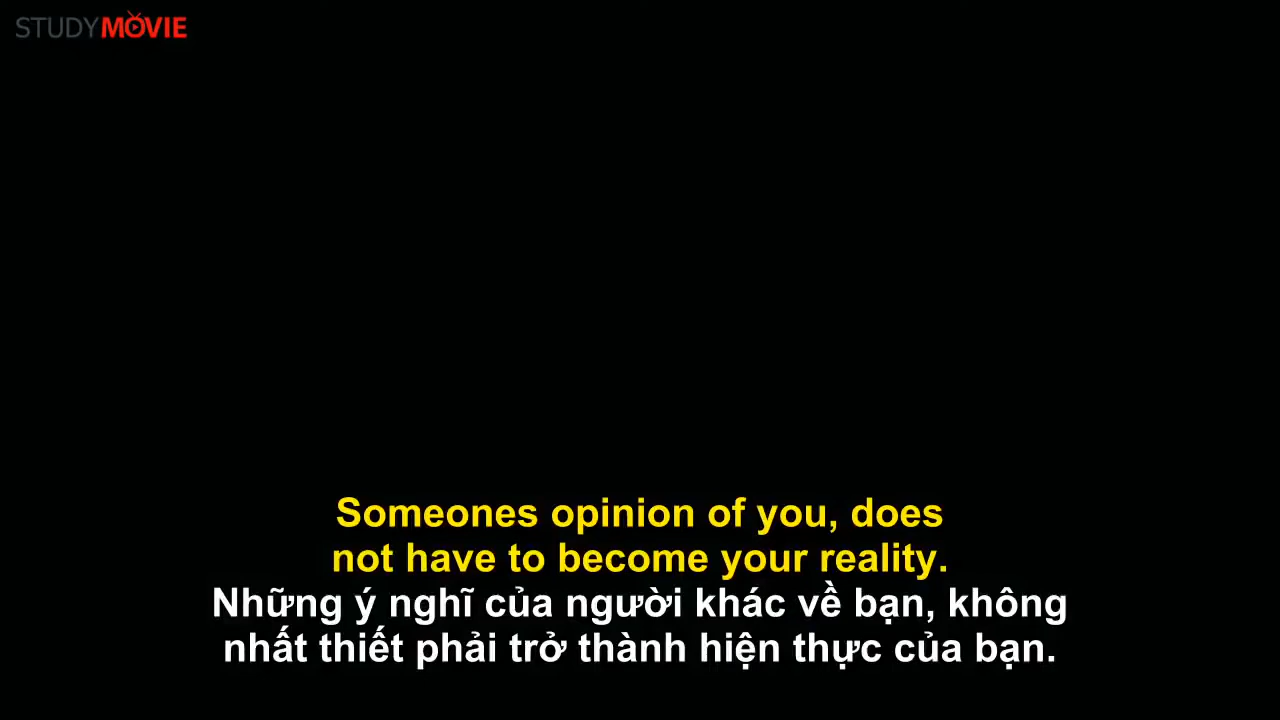 STUDYMOVIE
Someones opinion of you, does
not have to become your reality.
Những ý nghĩ của người khác về bạn, không
nhất thiết phải trở thành hiện thực của bạn.